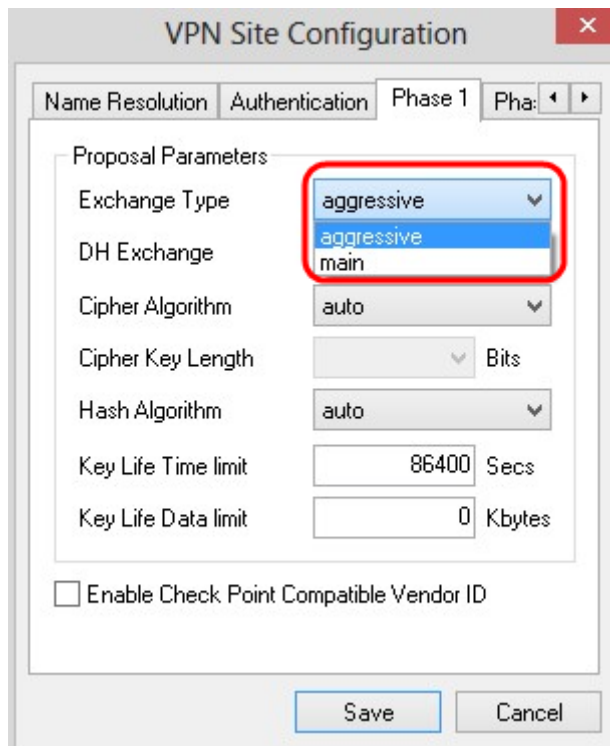 VPN Site Configuration
Name Resolution Authentication Phase 1 Pha:
Proposal Parameters
Exchange Type aggressive
aggressive
DH Exchange
main
Cipher Algorithm auto
Cipher Key Length Bits
Hash Algorithm auto
Key Life Time limit 86400 Secs
Key Life Data limit 0 Kbytes
Enable Check Point Compatible Vendor ID
Save Cancel